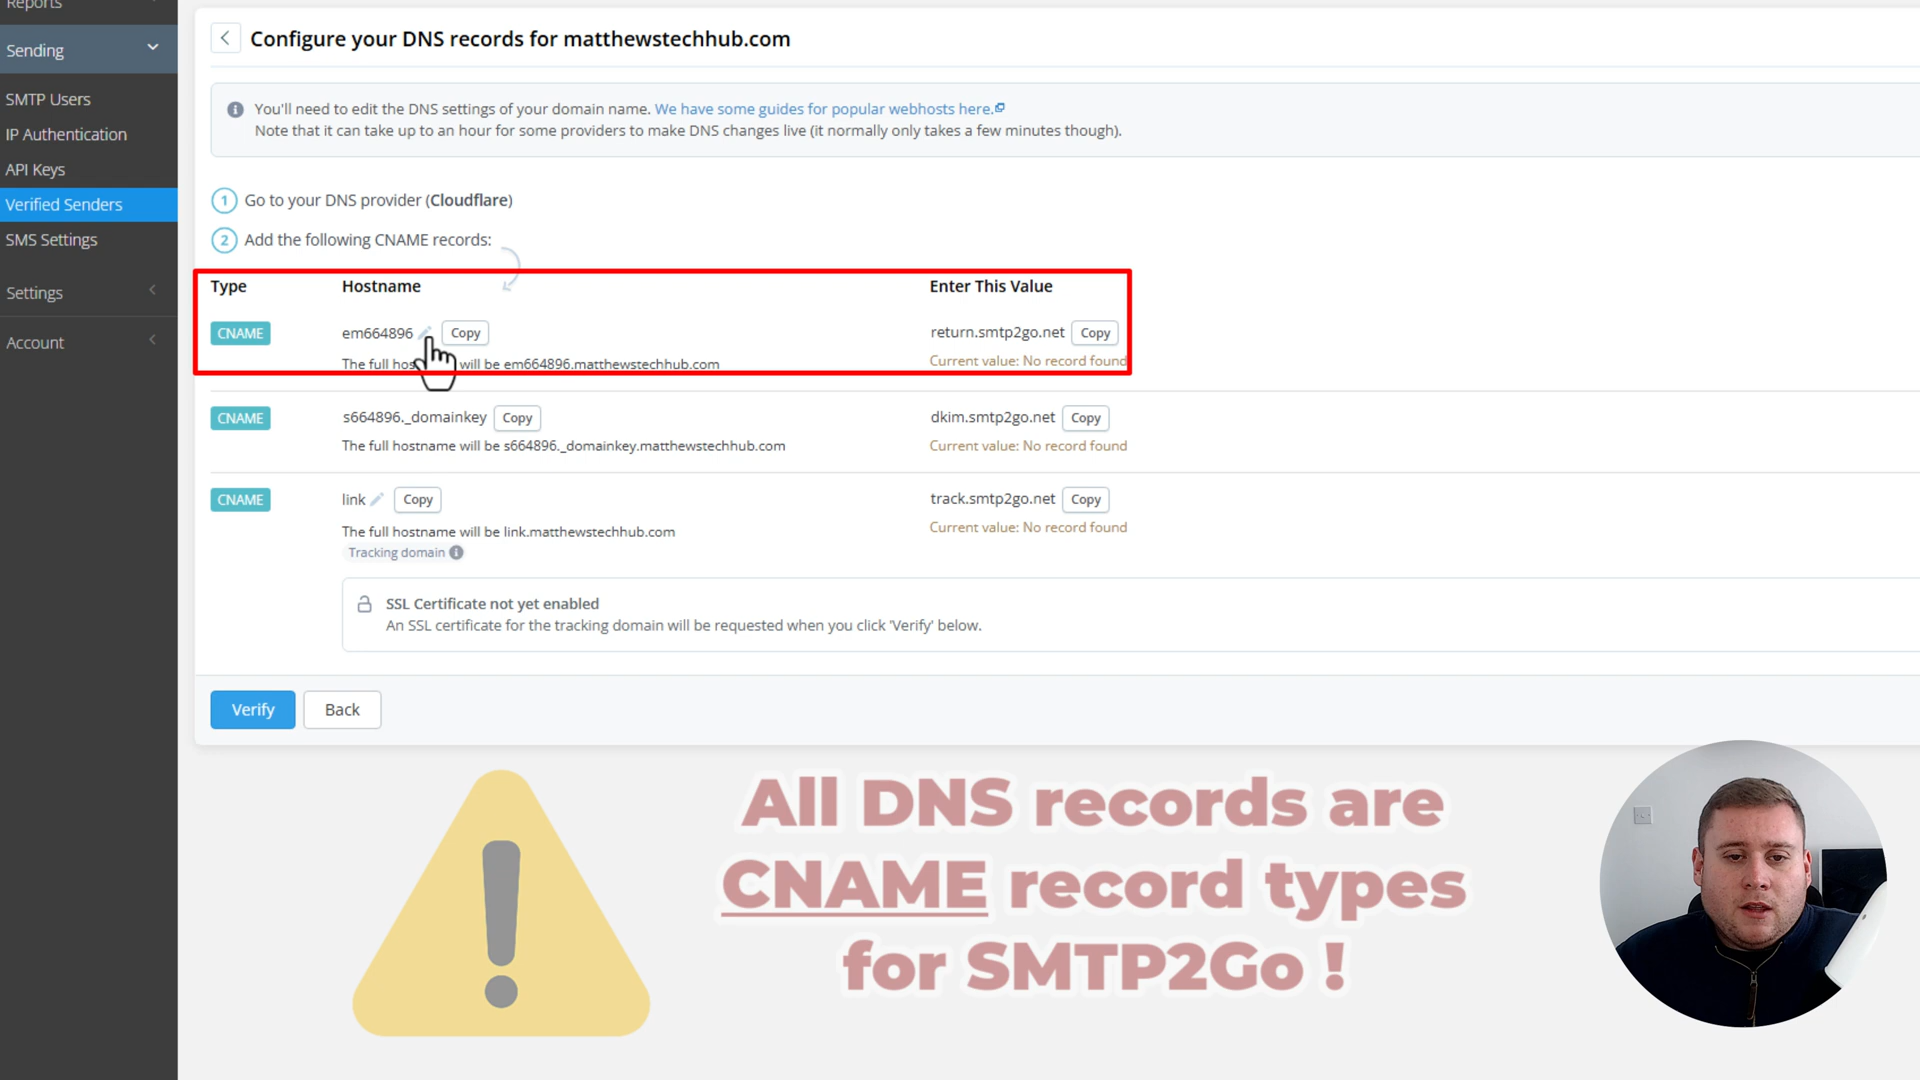 Reports
Sending
SMTP Users
IP Authentication
API Keys
Verified Senders
SMS Settings
Settings
Account
Configure your DNS records for matthewstechhub.com
You'll need to edit the DNS settings of your domain name. We have some guides for popular webhosts here.
Note that it can take up to an hour for some providers to make DNS changes live (it normally only takes a few minutes though).
1 Go to your DNS provider (Cloudflare)
2 Add the following CNAME records:
Type Hostname Enter This Value
CNAME em664896 Copy return.smtp2go.net Copy
The full will be em664896.matthewstechhub.com Current value: No record found
CNAME s664896._domainkey Copy dkim.smtp2go.net Copy
The full hostname will be s664896._domainkey.matthewstechhub.com Current value: No record found
CNAME link Copy track.smtp2go.net Copy
The full hostname will be link.matthewstechhub.com Current value: No record found
Tracking domain
SSL Certificate not yet enabled
An SSL certificate for the tracking domain will be requested when you click 'Verify' below.
Verify Back
All DNS records are
CNAME record types
for SMTP2Go !